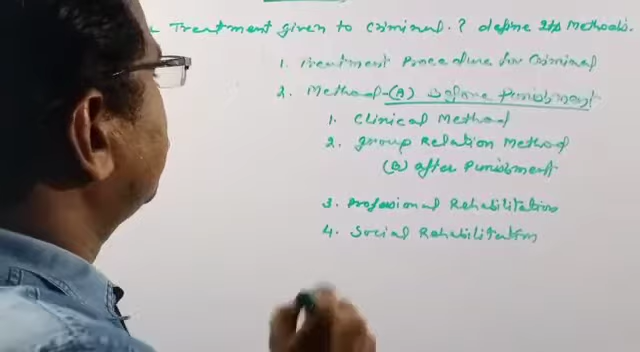 Treatment given to criminal. ? define its Methods.
1. Treatment Procedure for Criminal
2. Method - (A) Before Punishment
1. Clinical Method
2. Group Relation Method
(B) after Punishment
3. Professional Rehabilitation
4. Social Rehabilitation